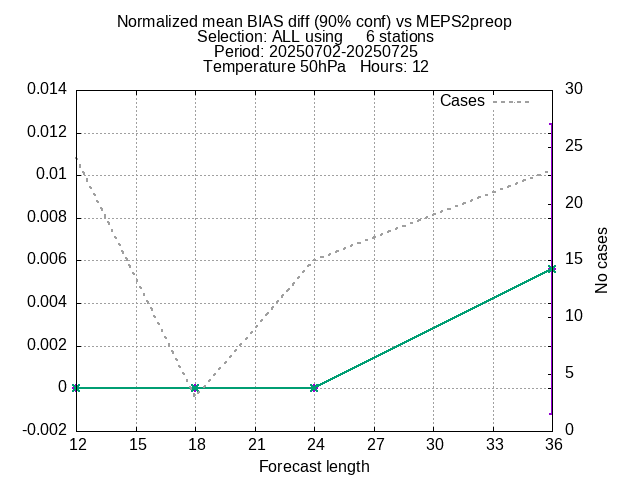 Normalized mean BIAS diff (90% conf) vs MEPS2preop
Selection: ALL using 6 stations
Period: 20250702-20250725
Temperature 50hPa Hours: 12
Cases
0.014
0.012
0.01
0.008
0.006
0.004
0.002
0
-0.002
30
25
20
15
10
5
0
No cases
12 15 18 21 24 27 30 33 36
Forecast length